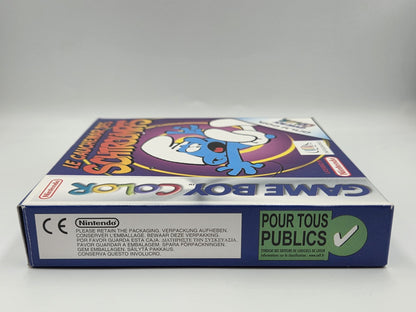 LE CAUCHEMAR DES
SCHTROUMPFS
Nintendo
GAME BOY COLOR
Nintendo
CE
Nintendo
PLEASE RETAIN THE PACKAGING. VERPACKUNG AUFHEBEN.
CONSERVER L'EMBALLAGE. BEWAAR DEZE VERPAKKING.
POR FAVOR GUARDA ESTA CAJA. ΔΙΑΤΗΡΗΣΤΕ ΤΗΝ ΣΥΣΚΕΥΑΣΙΑ.
FAVOR GUARDAR A EMBALAGEM. SPARA FÖRPACKNINGEN.
GEM EMBALLAGEN. SÄILYTÄ PAKKAUS.
CONSERVA QUESTO INVOLUCRO.
POUR TOUS
PUBLICS